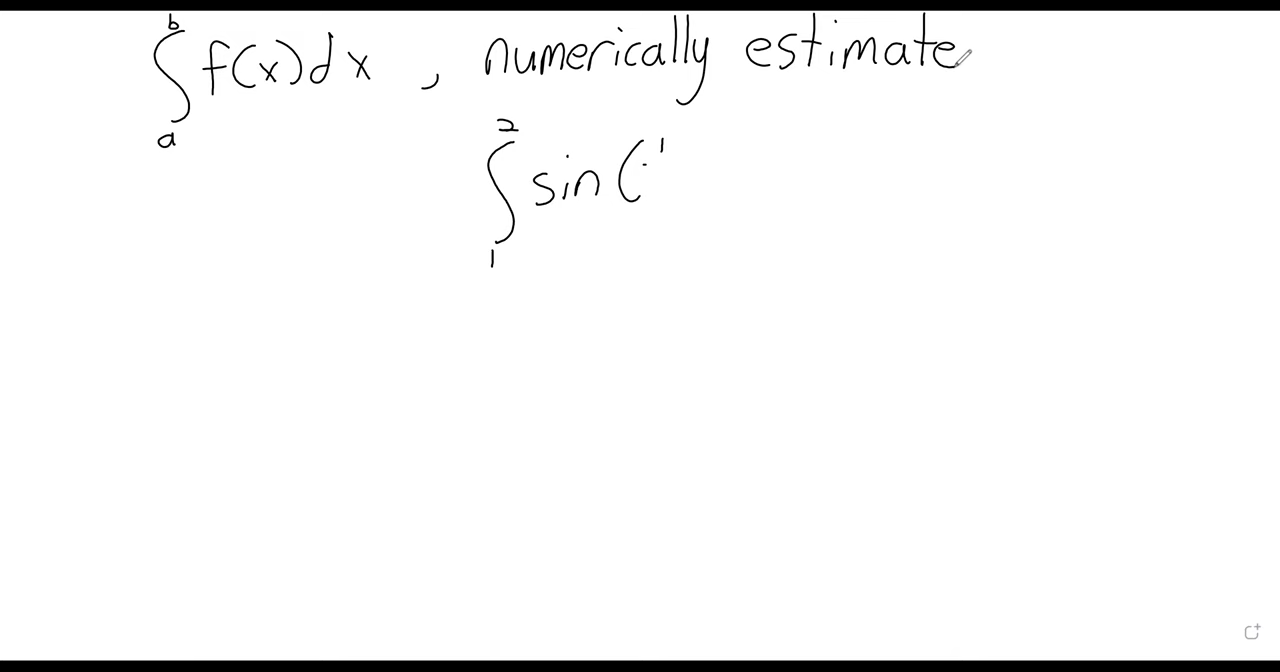 ∫_a^b f(x)dx , numerically estimate
∫_1^2 sin(